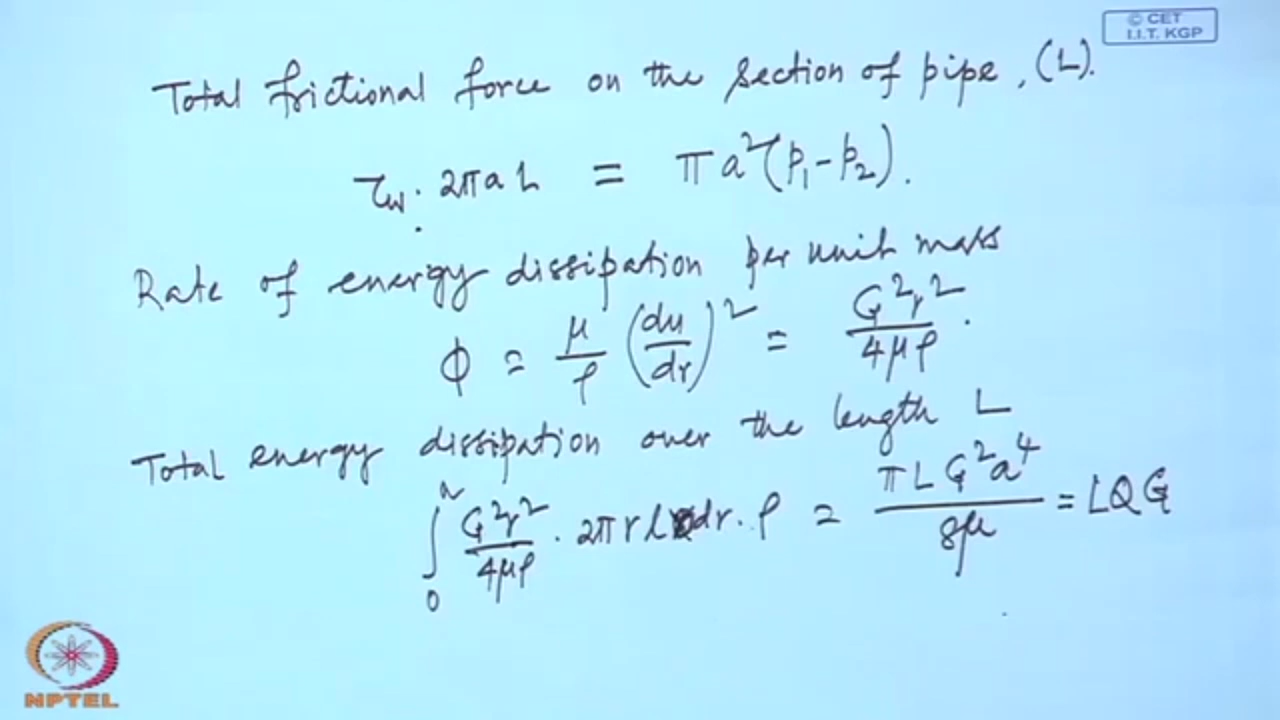 © CET
I.I.T. KGP
Total frictional force on the section of pipe, (L).
τw. 2πaL = πa²(p₁-p₂).
Rate of energy dissipation per unit mass
ϕ = μ/ρ (du/dr)² = G²r²/4μρ.
Total energy dissipation over the length L
∫₀ᵃ G²r²/4μρ . 2πrLdr. ρ = πLG²a⁴/8μ = LQG
NPTEL